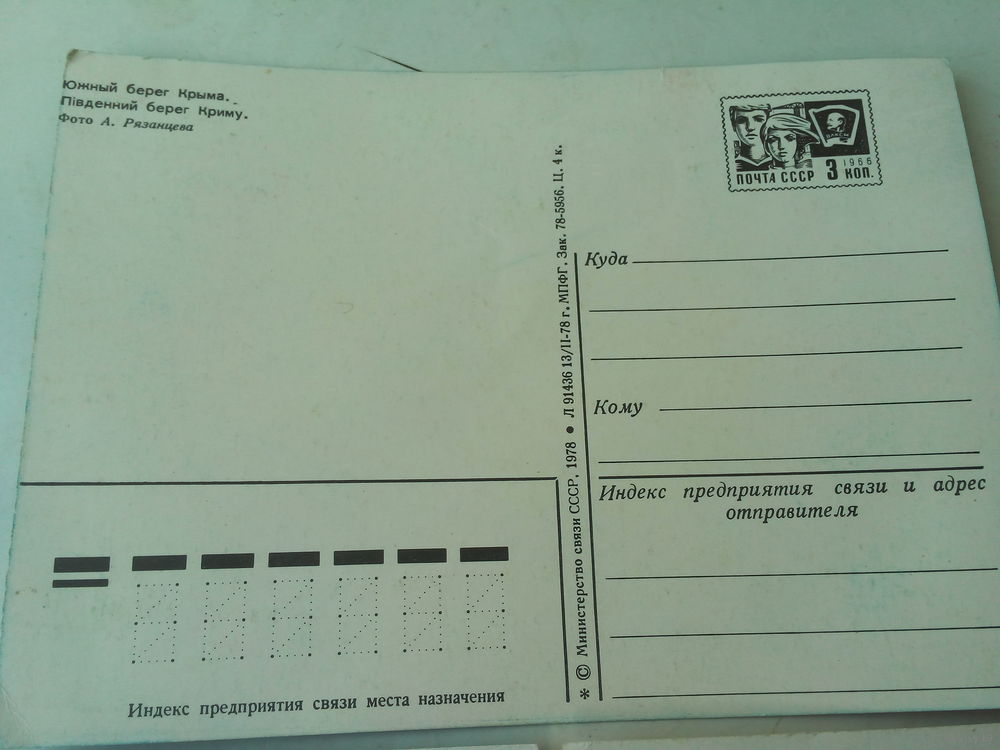 Южный берег Крыма.
Південний берег Криму.
Фото А. Рязанцева
ВЛКСМ
1966
ПОЧТА СССР 3 КОП.
* © Министерство связи СССР, 1978 • Л 91436 13/II-78 г. МПФГ. Зак. 78-5956. Ц. 4 к.
Куда
Кому
Индекс предприятия связи и адрес
отправителя
Индекс предприятия связи места назначения